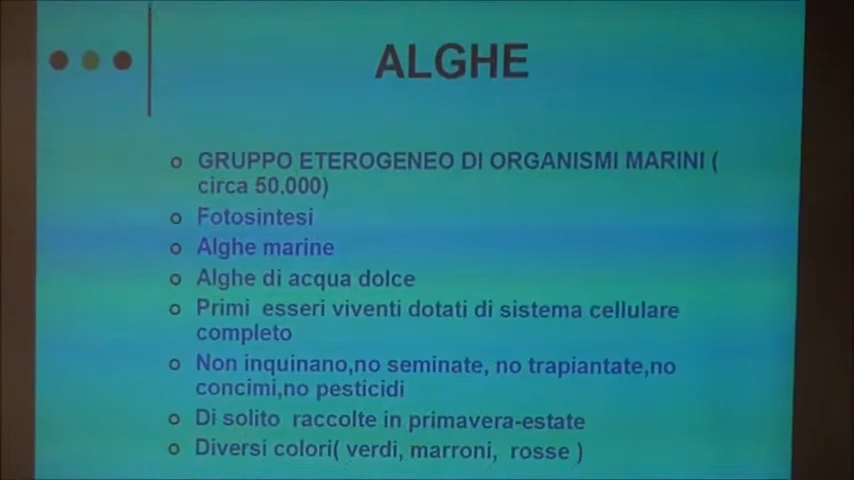 ALGHE
GRUPPO ETEROGENEO DI ORGANISMI MARINI (
circa 50.000)
Fotosintesi
Alghe marine
Alghe di acqua dolce
Primi esseri viventi dotati di sistema cellulare
completo
Non inquinano,no seminate, no trapiantate,no
concimi,no pesticidi
Di solito raccolte in primavera-estate
Diversi colori( verdi, marroni, rosse )